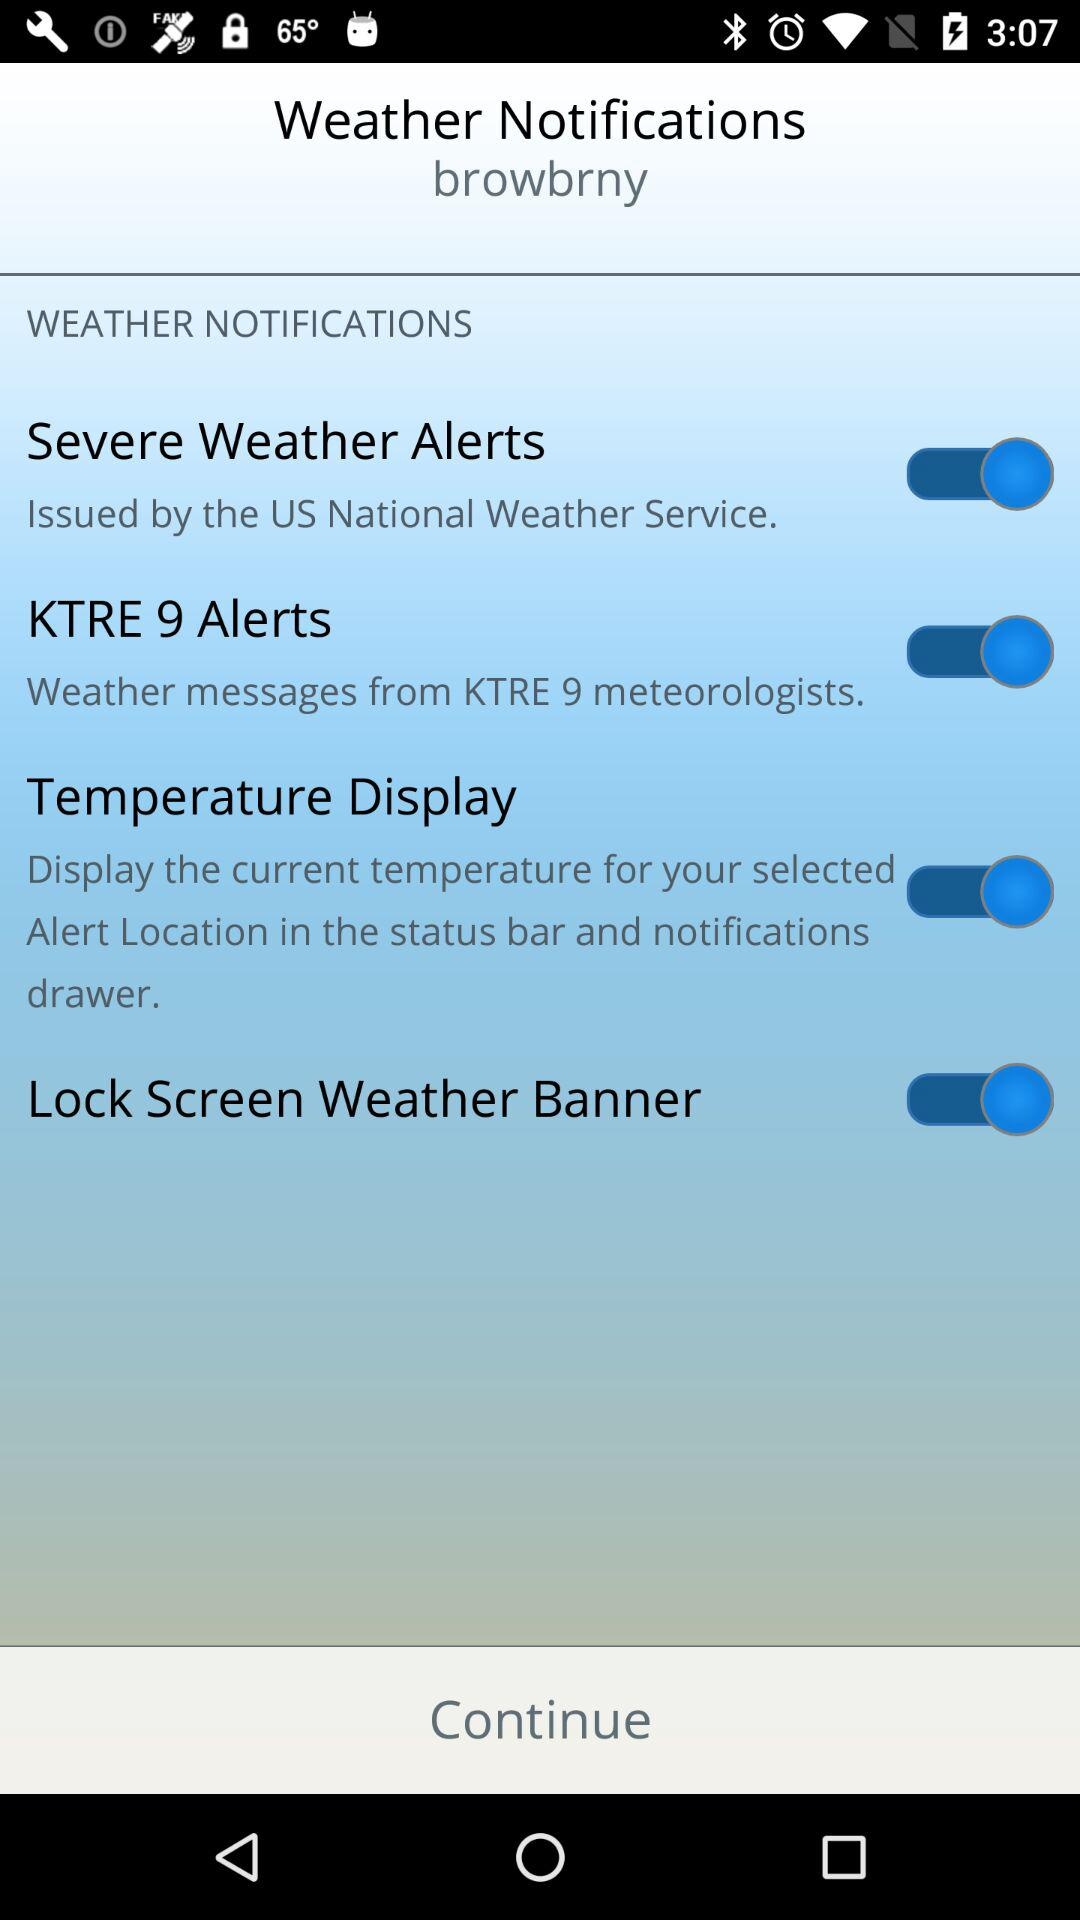 FAKE
65°
3:07
Weather Notifications
browbrny
WEATHER NOTIFICATIONS
Severe Weather Alerts
Issued by the US National Weather Service.
KTRE 9 Alerts
Weather messages from KTRE 9 meteorologists.
Temperature Display
Display the current temperature for your selected
Alert Location in the status bar and notifications
drawer.
Lock Screen Weather Banner
Continue